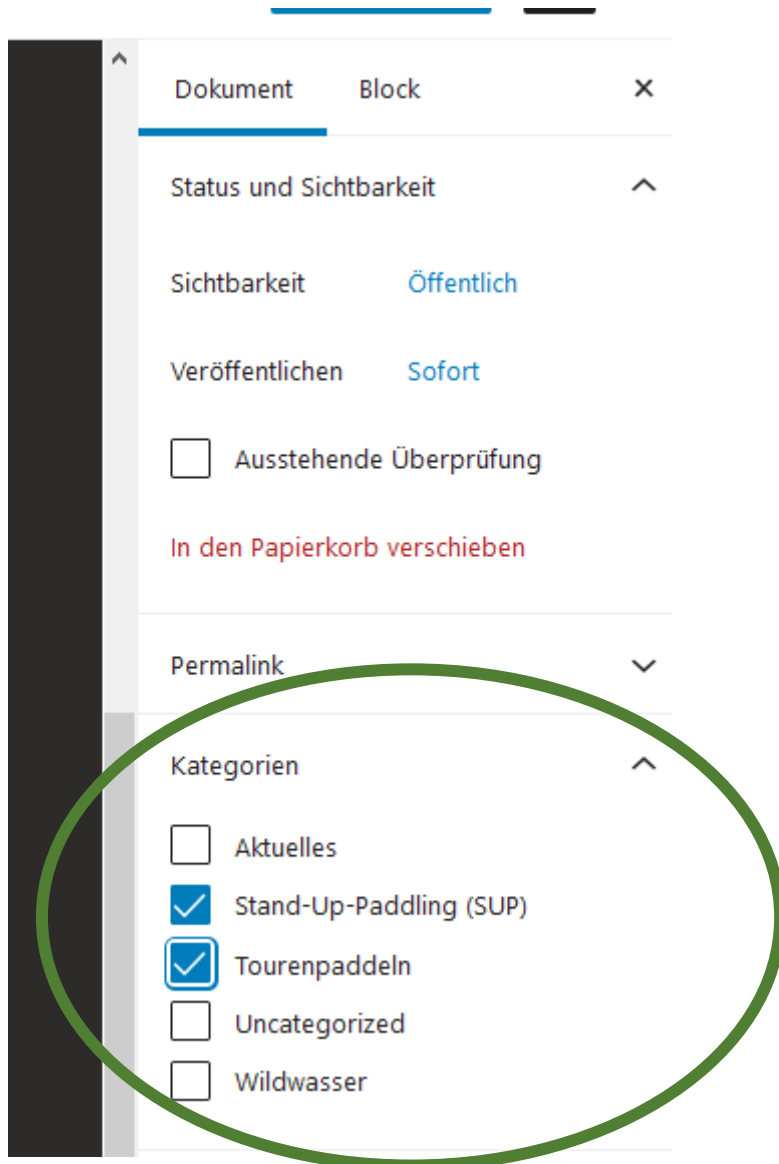 Dokument Block
Status und Sichtbarkeit
Sichtbarkeit Öffentlich
Veröffentlichen Sofort
Ausstehende Überprüfung
In den Papierkorb verschieben
Permalink
Kategorien
Aktuelles
Stand-Up-Paddling (SUP)
Tourenpaddeln
Uncategorized
Wildwasser